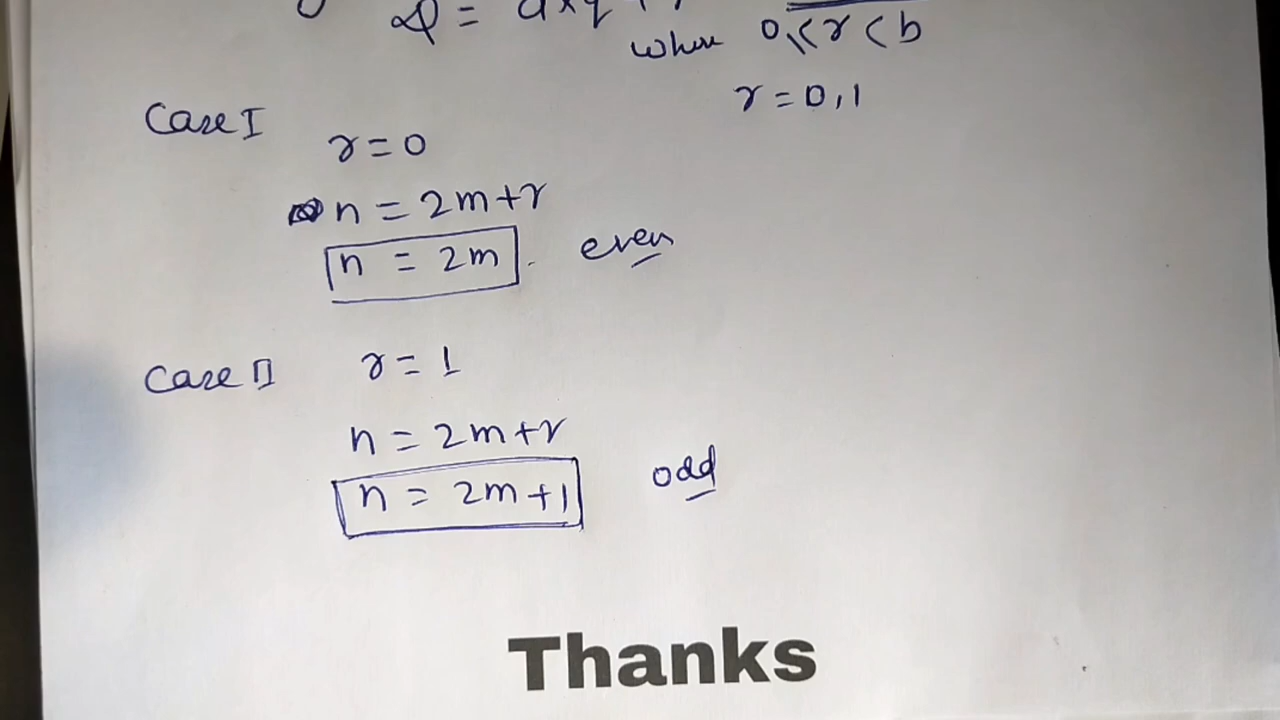 where 0 ≤ r < b
r = 0, 1
Case I
r = 0
n = 2m + r
n = 2m. even
Case II r = 1
n = 2m + r
n = 2m + 1 odd
Thanks